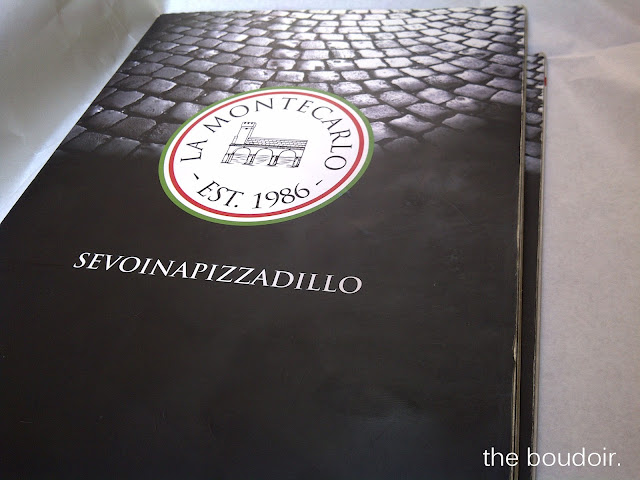 LA MONTECARLO
- EST. 1986 -
SEVOINAPIZZADILLO
the boudoir.